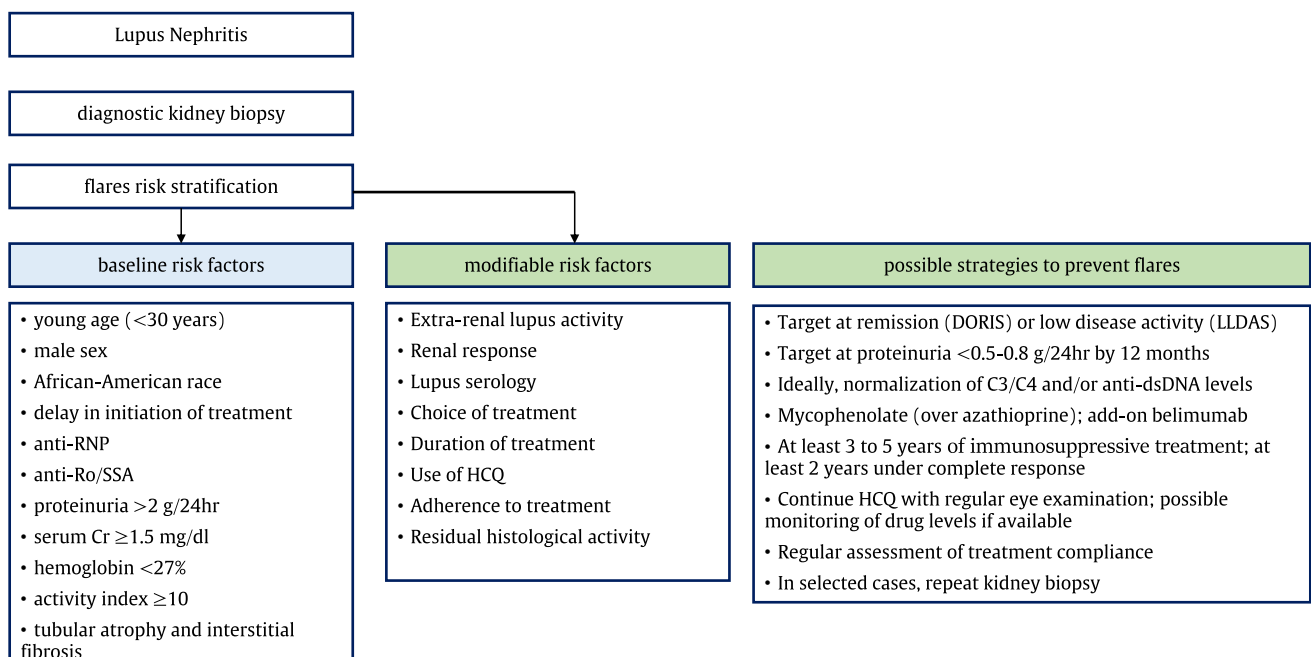 Lupus Nephritis
diagnostic kidney biopsy
flares risk stratification
baseline risk factors
• young age (<30 years)
• male sex
• African-American race
• delay in initiation of treatment
• anti-RNP
• anti-Ro/SSA
• proteinuria >2 g/24hr
• serum Cr ≥1.5 mg/dl
• hemoglobin <27%
• activity index ≥10
• tubular atrophy and interstitial
fibrosis
modifiable risk factors
• Extra-renal lupus activity
• Renal response
• Lupus serology
• Choice of treatment
• Duration of treatment
• Use of HCQ
• Adherence to treatment
• Residual histological activity
possible strategies to prevent flares
• Target at remission (DORIS) or low disease activity (LLDAS)
• Target at proteinuria <0.5-0.8 g/24hr by 12 months
• Ideally, normalization of C3/C4 and/or anti-dsDNA levels
• Mycophenolate (over azathioprine); add-on belimumab
• At least 3 to 5 years of immunosuppressive treatment; at
least 2 years under complete response
• Continue HCQ with regular eye examination; possible
monitoring of drug levels if available
• Regular assessment of treatment compliance
• In selected cases, repeat kidney biopsy